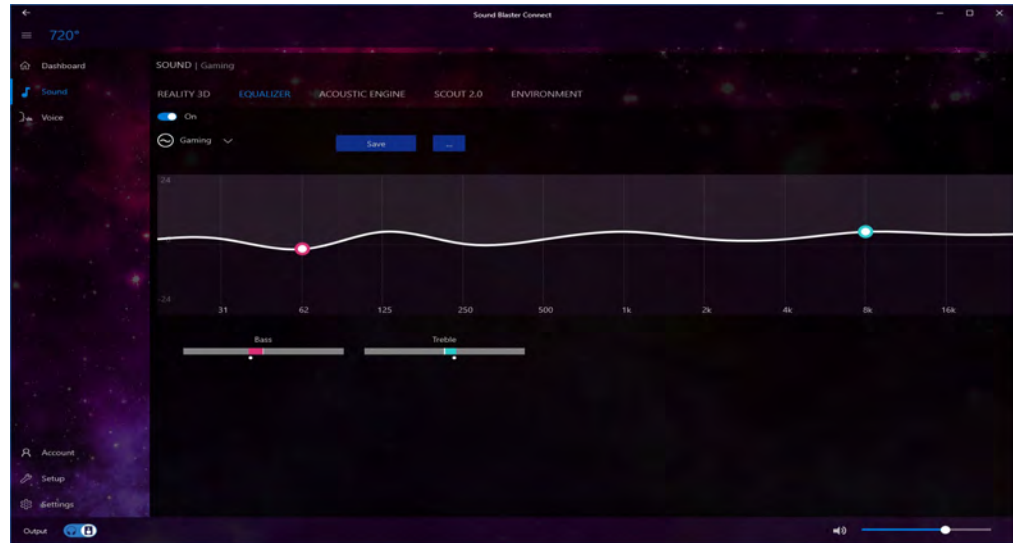 Sound Blaster Connect
720°
Dashboard
Sound
Voice
SOUND | Gaming
REALITY 3D EQUALIZER ACOUSTIC ENGINE SCOUT 2.0 ENVIRONMENT
On
Gaming
Save ...
24
0
-24
31 62 125 250 500 1k 2k 4k 8k 16k
Bass Treble
Account
Setup
Settings
Output